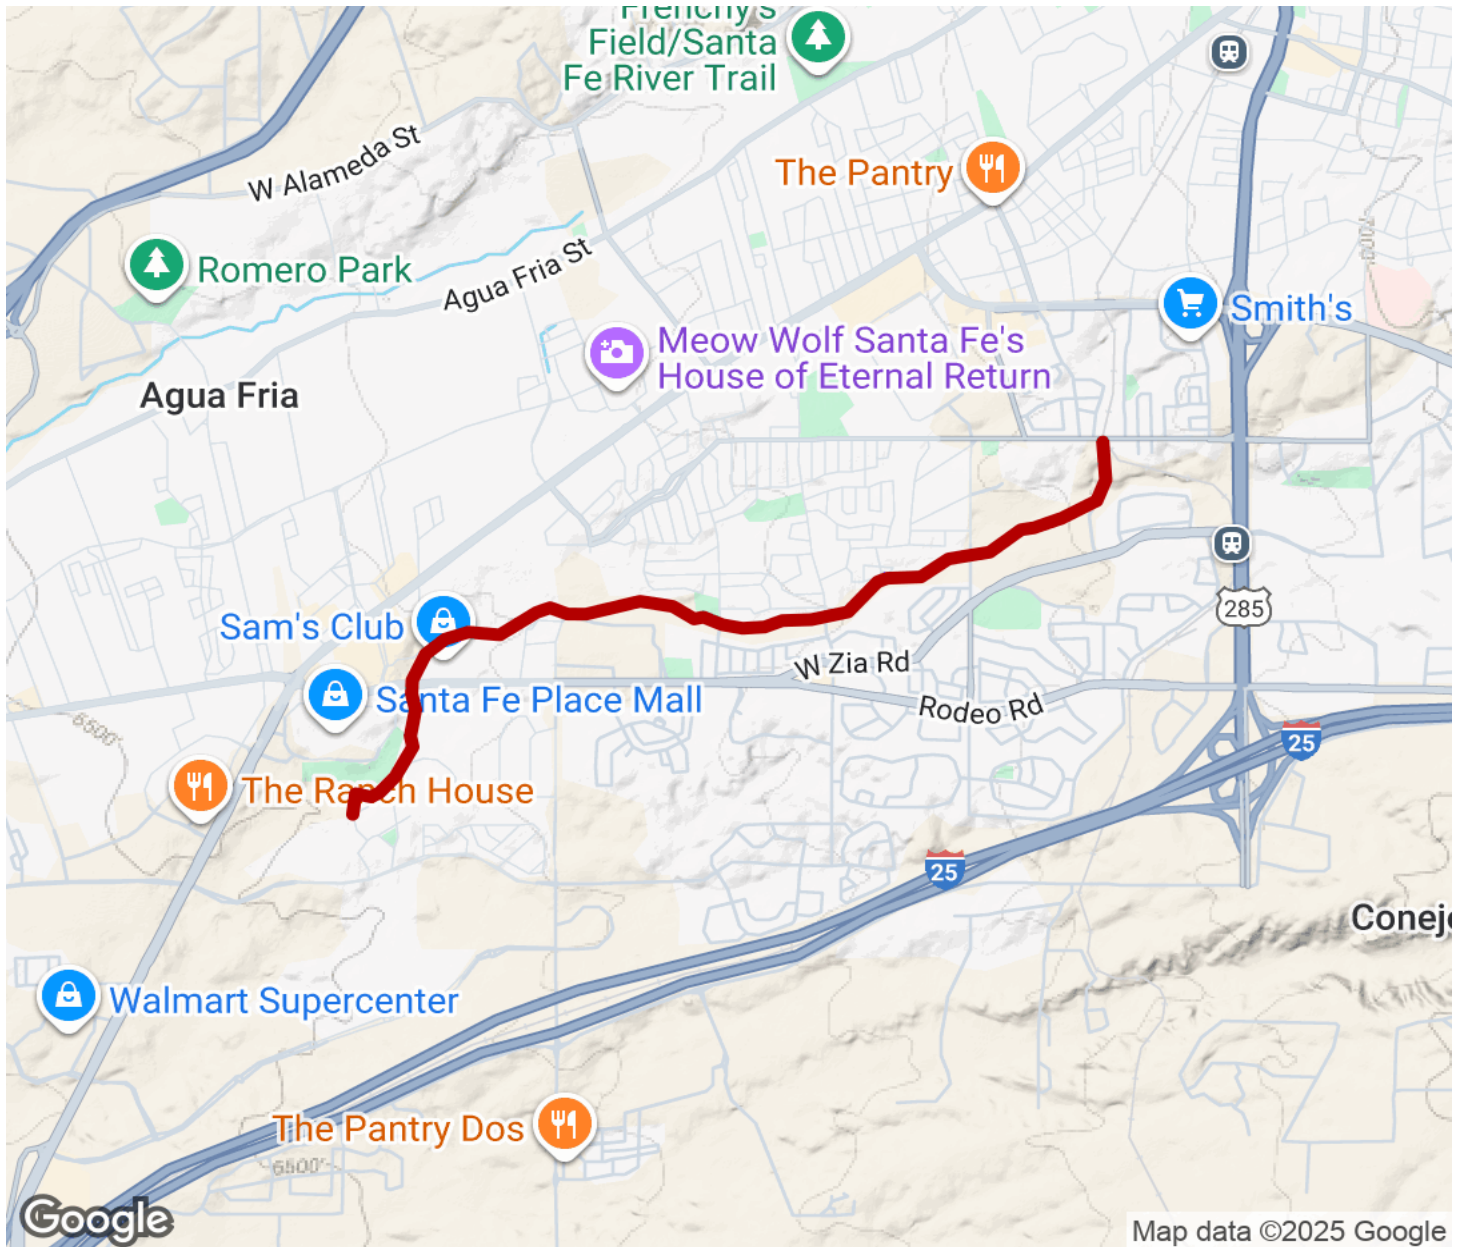 Frenchy's
Field/Santa
Fe River Trail
W Alameda St
The Pantry
7000
Romero Park
Agua Fria St
Smith's
Meow Wolf Santa Fe's
House of Eternal Return
Agua Fria
285
Sam's Club
W Zia Rd
Santa Fe Place Mall
Rodeo Rd
6500'
25
The Ranch House
25
Conejo
Walmart Supercenter
The Pantry Dos
6500'
Google
Map data ©2025 Google